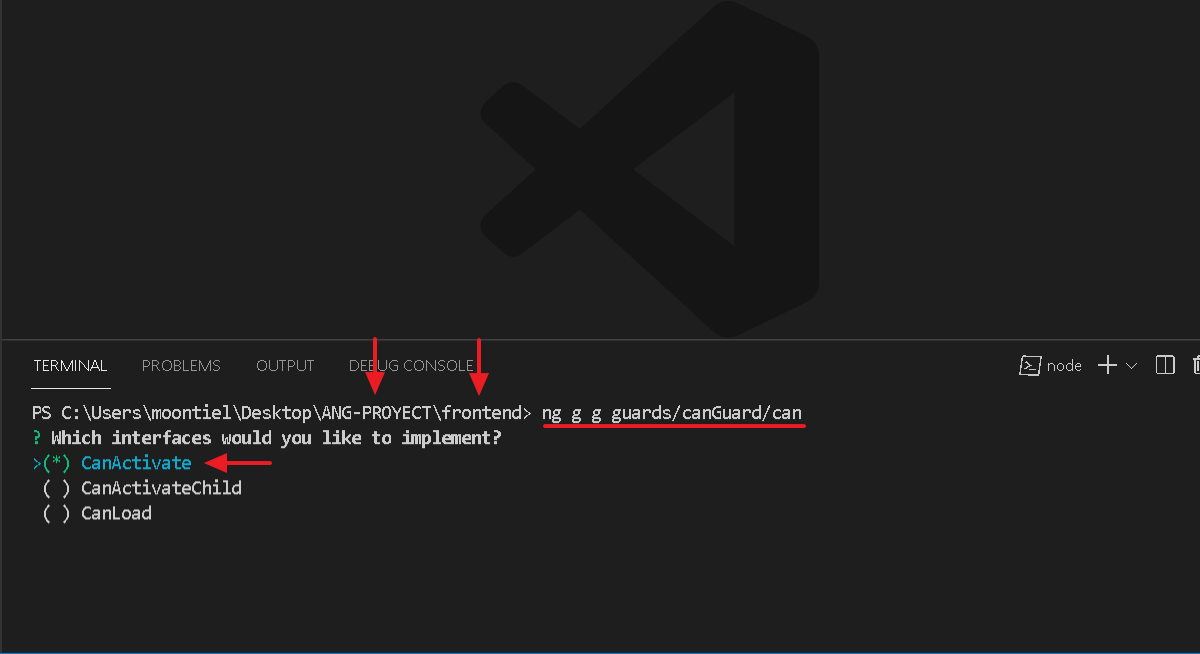 TERMINAL PROBLEMS OUTPUT DEBUG CONSOLE node
PS C:\Users\moontiel\Desktop\ANG-PROYECT\frontend> ng g g guards/canGuard/can
? Which interfaces would you like to implement?
>(*) CanActivate
( ) CanActivateChild
( ) CanLoad